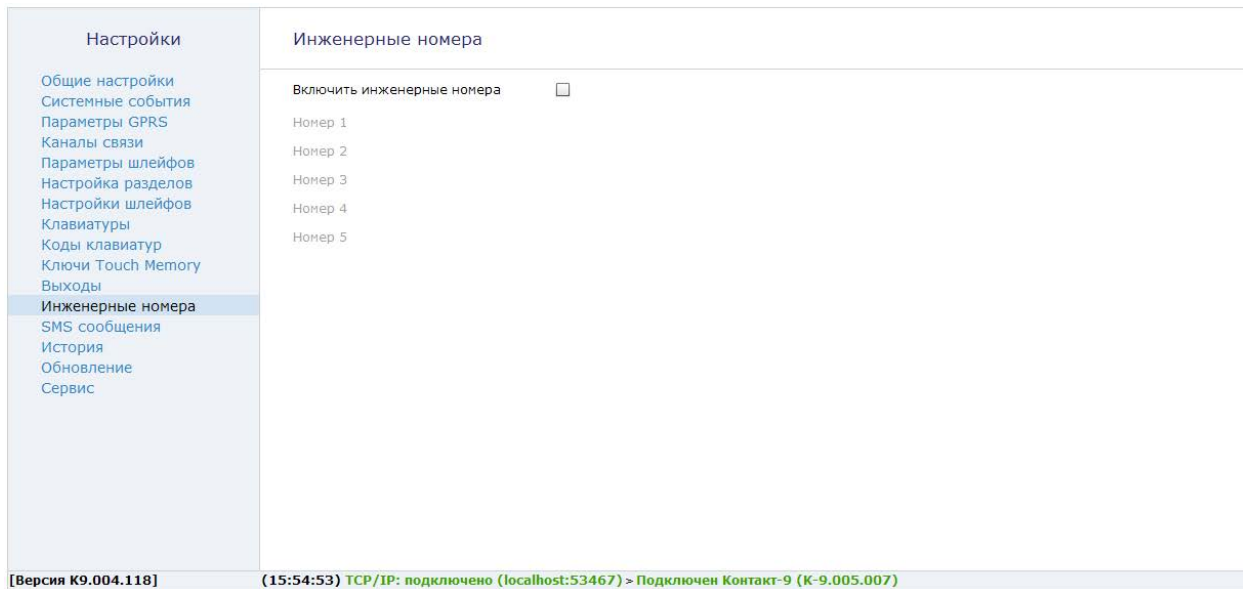 Настройки
Общие настройки
Системные события
Параметры GPRS
Каналы связи
Параметры шлейфов
Настройка разделов
Настройки шлейфов
Клавиатуры
Коды клавиатур
Ключи Touch Memory
Выходы
Инженерные номера
SMS сообщения
История
Обновление
Сервис
Инженерные номера
Включить инженерные номера
Номер 1
Номер 2
Номер 3
Номер 4
Номер 5
[Версия K9.004.118]
(15:54:53) TCP/IP: подключено (localhost:53467) > Подключен Контакт-9 (K-9.005.007)